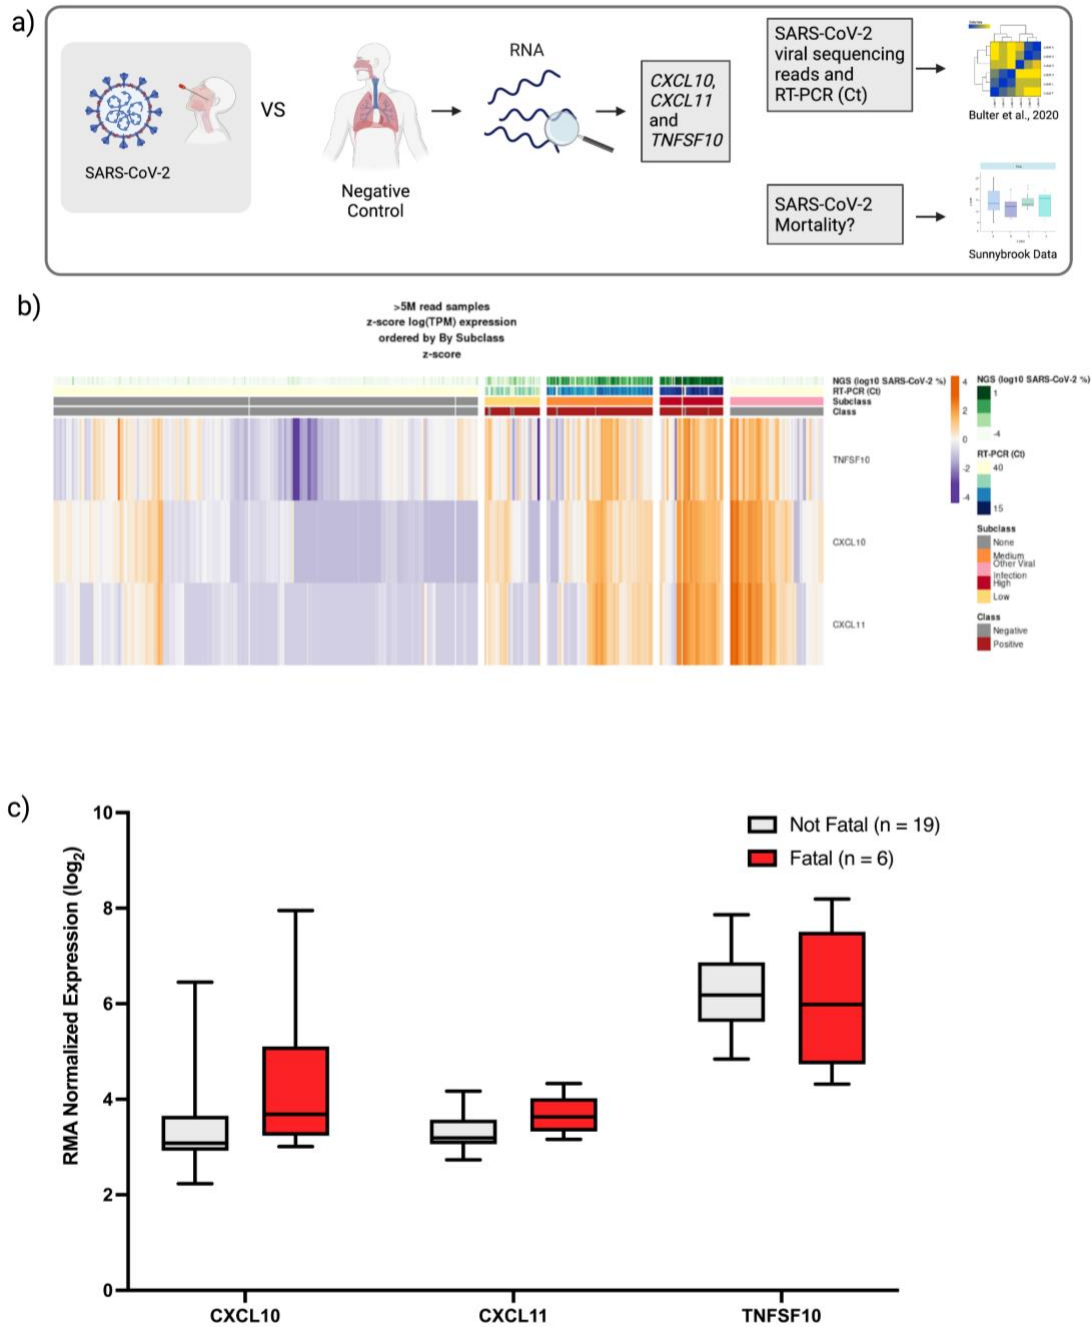 a)
SARS-CoV-2
VS
Negative
Control
RNA
CXCL10,
CXCL11
and
TNFSF10
SARS-CoV-2
viral sequencing
reads and
RT-PCR (Ct)
Bulter et al., 2020
SARS-CoV-2
Mortality?
Sunnybrook Data
b)
>5M read samples
z-score log(TPM) expression
ordered by By Subclass
z-score
NGS (log10 SARS-CoV-2 %)
RT-PCR (Ct)
Subclass
Class
TNFSF10
CXCL10
CXCL11
4
2
0
-2
-4
NGS (log10 SARS-CoV-2 %)
1
-4
RT-PCR (Ct)
40
15
Subclass
None
Medium
Other Viral
Infection
High
Low
Class
Negative
Positive
c)
RMA Normalized Expression (log2)
10
8
6
4
2
0
Not Fatal (n = 19)
Fatal (n = 6)
CXCL10
CXCL11
TNFSF10